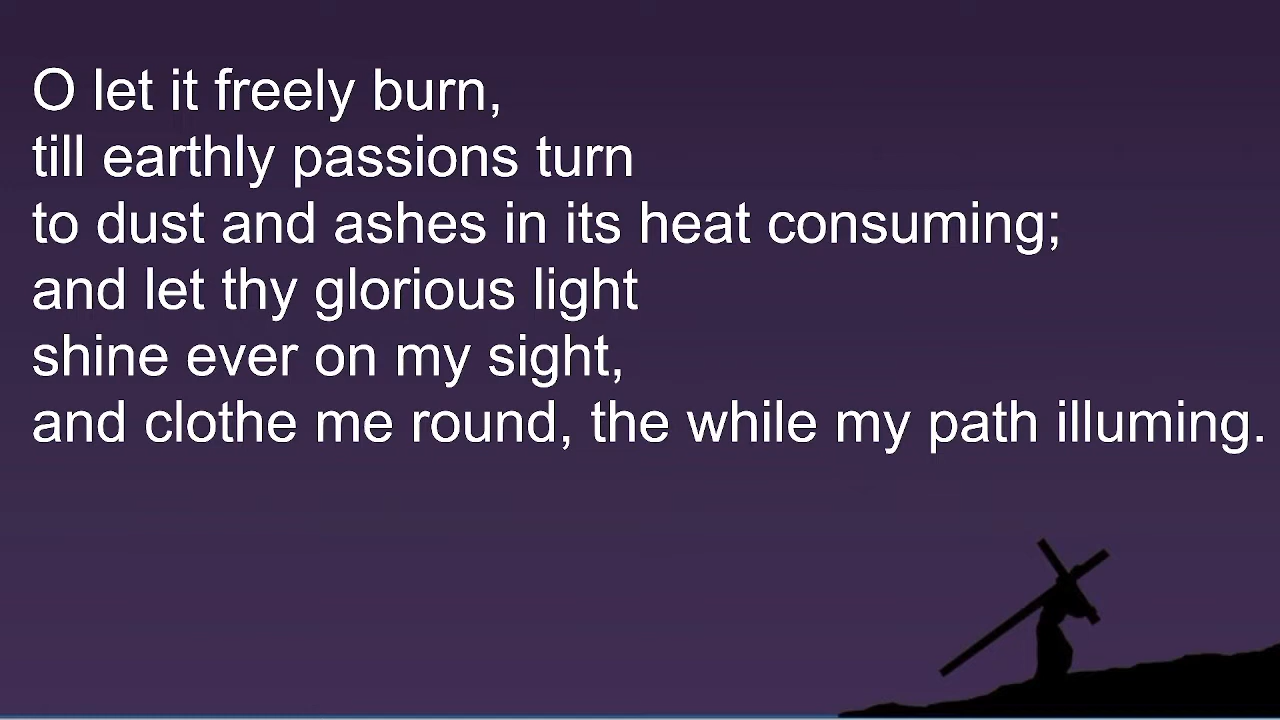 O let it freely burn,
till earthly passions turn
to dust and ashes in its heat consuming;
and let thy glorious light
shine ever on my sight,
and clothe me round, the while my path illuming.